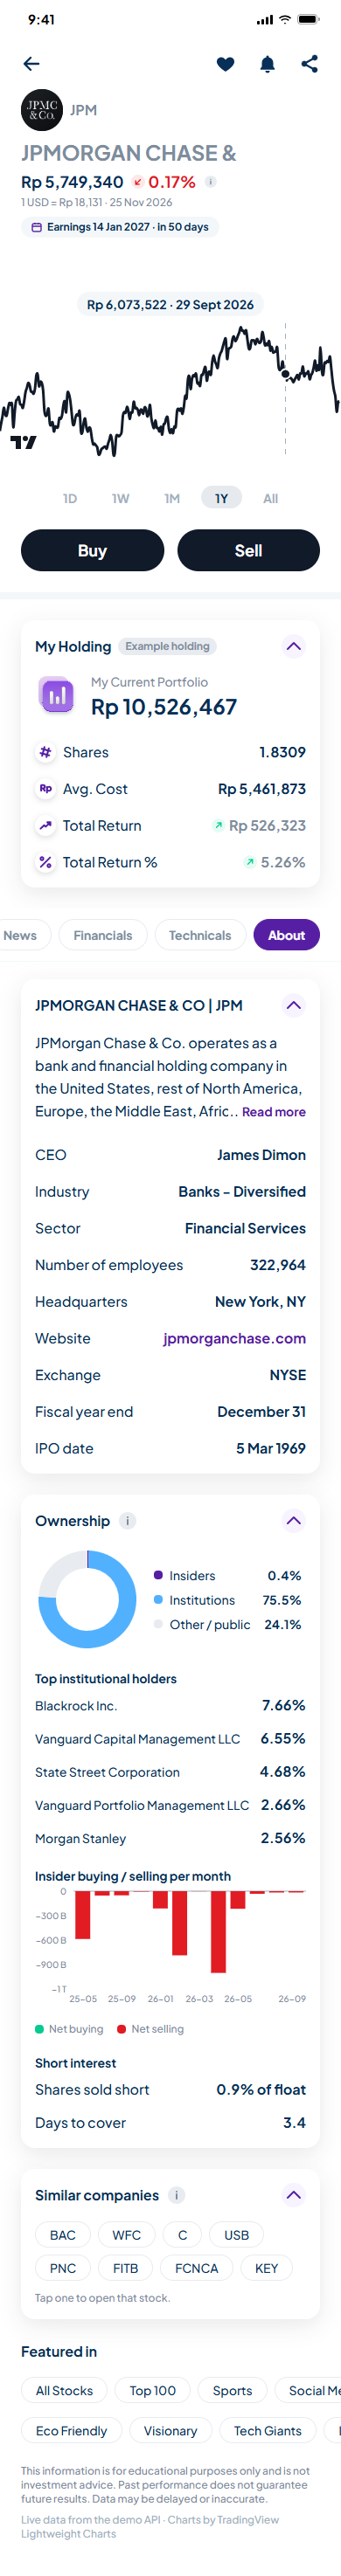 9:41
JPMC
& CO.
JPM
JPMORGAN CHASE &
Rp 5,749,340 0.17%
1 USD = Rp 18,131 · 25 Nov 2026
Earnings 14 Jan 2027 · in 50 days
Rp 6,073,522 · 29 Sept 2026
1D 1W 1M 1Y All
Buy Sell
My Holding Example holding
My Current Portfolio
Rp 10,526,467
Shares 1.8309
Rp Avg. Cost Rp 5,461,873
Total Return Rp 526,323
Total Return % 5.26%
News Financials Technicals About
JPMORGAN CHASE & CO | JPM
JPMorgan Chase & Co. operates as a
bank and financial holding company in
the United States, rest of North America,
Europe, the Middle East, Afric.. Read more
CEO James Dimon
Industry Banks - Diversified
Sector Financial Services
Number of employees 322,964
Headquarters New York, NY
Website jpmorganchase.com
Exchange NYSE
Fiscal year end December 31
IPO date 5 Mar 1969
Ownership i
Insiders 0.4%
Institutions 75.5%
Other / public 24.1%
Top institutional holders
Blackrock Inc. 7.66%
Vanguard Capital Management LLC 6.55%
State Street Corporation 4.68%
Vanguard Portfolio Management LLC 2.66%
Morgan Stanley 2.56%
Insider buying / selling per month
0
-300 B
-600 B
-900 B
-1 T
25-05 25-09 26-01 26-03 26-05 26-09
Net buying Net selling
Short interest
Shares sold short 0.9% of float
Days to cover 3.4
Similar companies i
BAC WFC C USB
PNC FITB FCNCA KEY
Tap one to open that stock.
Featured in
All Stocks Top 100 Sports Social Me
Eco Friendly Visionary Tech Giants
This information is for educational purposes only and is not
investment advice. Past performance does not guarantee
future results. Data may be delayed or inaccurate.
Live data from the demo API · Charts by TradingView
Lightweight Charts